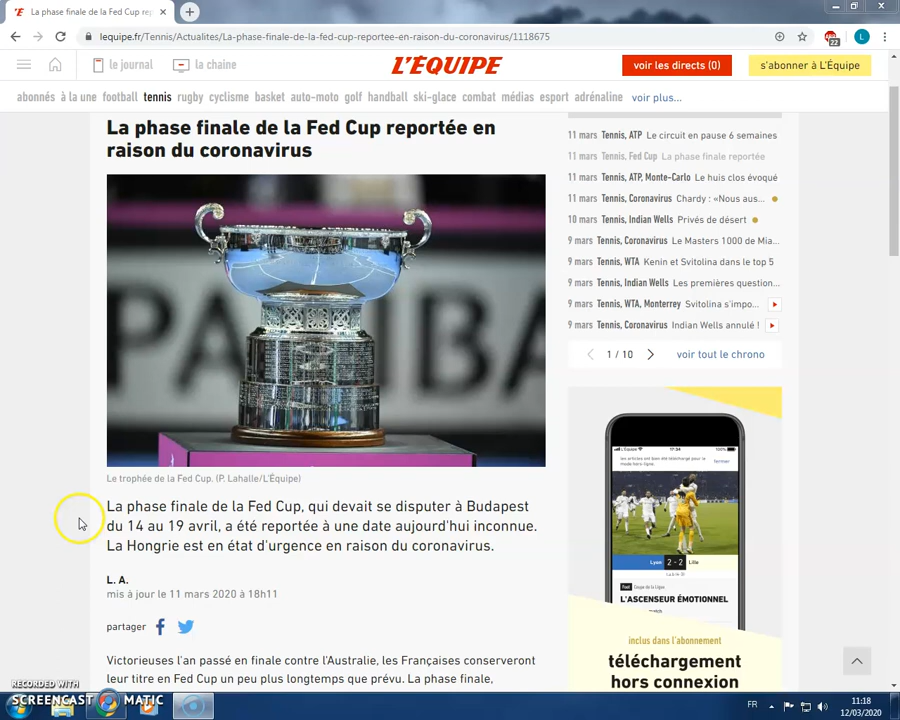 La phase finale de la Fed Cup re
lequipe.fr/Tennis/Actualites/La-phase-finale-de-la-fed-cup-reportee-en-raison-du-coronavirus/1118675
22
L
le journal
la chaine
L'ÉQUIPE
voir les directs (0)
s'abonner à L'Équipe
abonnés à la une football tennis rugby cyclisme basket auto-moto golf handball ski-glace combat médias esport adrénaline voir plus...
La phase finale de la Fed Cup reportée en
raison du coronavirus
PARIBA
Le trophée de la Fed Cup. (P. Lahalle/L'Équipe)
La phase finale de la Fed Cup, qui devait se disputer à Budapest
du 14 au 19 avril, a été reportée à une date aujourd'hui inconnue.
La Hongrie est en état d'urgence en raison du coronavirus.
L. A.
mis à jour le 11 mars 2020 à 18h11
partager
Victorieuses l'an passé en finale contre l'Australie, les Françaises conserveront
leur titre en Fed Cup un peu plus longtemps que prévu. La phase finale,
11 mars Tennis, ATP Le circuit en pause 6 semaines
11 mars Tennis, Fed Cup La phase finale reportée
11 mars Tennis, ATP, Monte-Carlo Le huis clos évoqué
11 mars Tennis, Coronavirus Chardy : «Nous aus...
10 mars Tennis, Indian Wells Privés de désert
9 mars Tennis, Coronavirus Le Masters 1000 de Mia...
9 mars Tennis, WTA Kenin et Svitolina dans le top 5
9 mars Tennis, Indian Wells Les premières question...
9 mars Tennis, WTA, Monterrey Svitolina s'impo...
9 mars Tennis, Coronavirus Indian Wells annulé !
1 / 10
voir tout le chrono
17:34
100%
fermer
Lyon 2 - 2 Lille
Coupe de la Ligue
L'ASCENSEUR ÉMOTIONNEL
inclus dans l'abonnement
téléchargement
hors connexion
RECORDED WITH
SCREENCAST MATIC
FR
11:18
12/03/2020